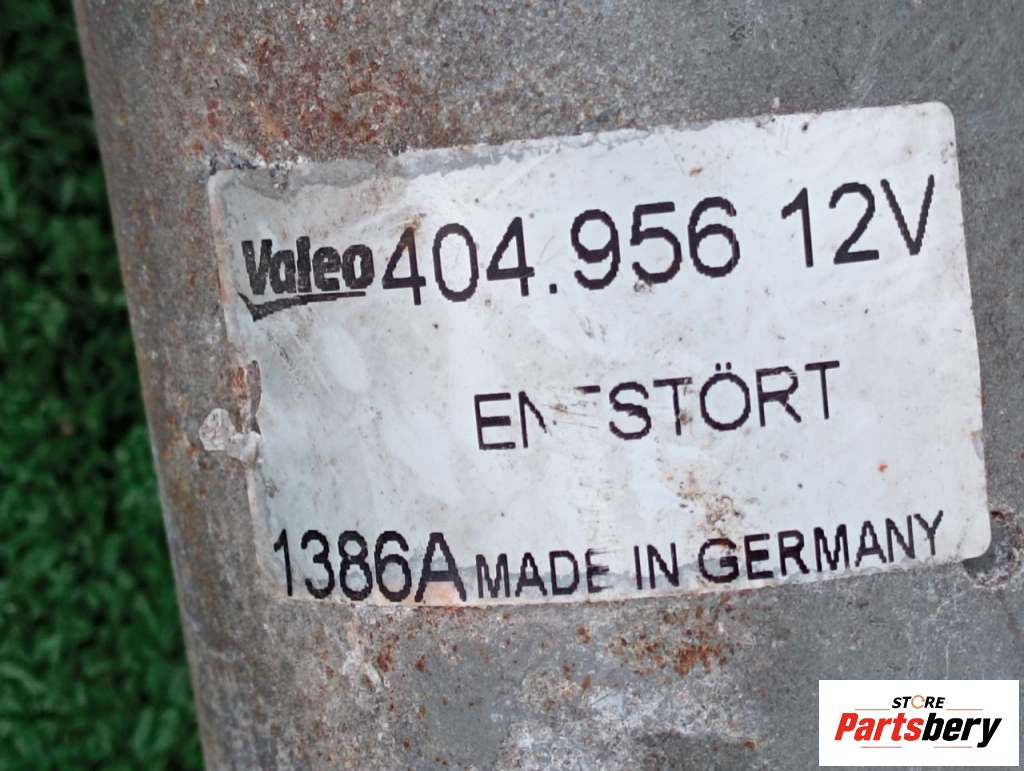 Valeo 404.956 12V
ENTSTÖRT
1386A MADE IN GERMANY
STORE
Partsbery